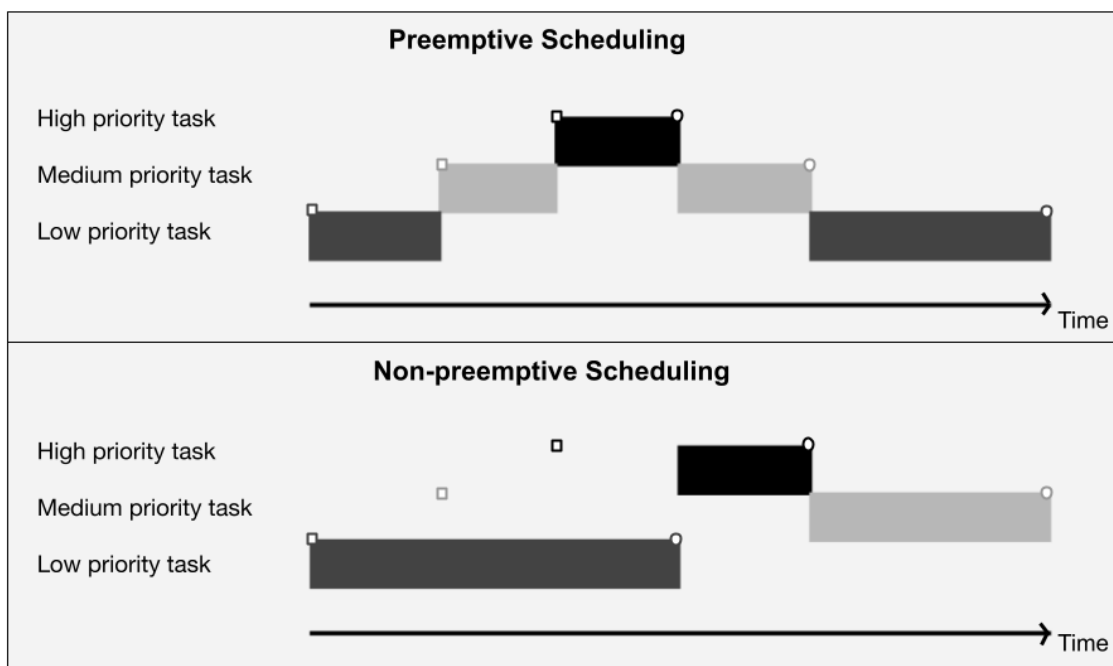 Preemptive Scheduling
High priority task
Medium priority task
Low priority task
Time
Non-preemptive Scheduling
High priority task
Medium priority task
Low priority task
Time